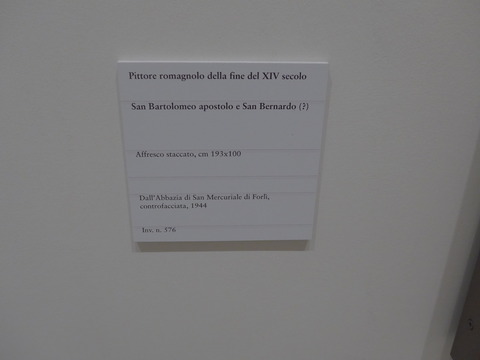 Pittore romagnolo della fine del XIV secolo
San Bartolomeo apostolo e San Bernardo (?)
Affresco staccato, cm 193x100
Dall'Abbazia di San Mercuriale di Forlì,
controfacciata, 1944
Inv. n. 576